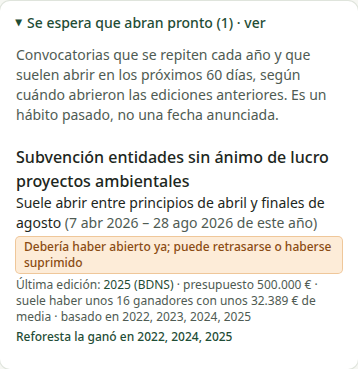 ▾ Se espera que abran pronto (1) · ver
Convocatorias que se repiten cada año y que
suelen abrir en los próximos 60 días, según
cuándo abrieron las ediciones anteriores. Es un
hábito pasado, no una fecha anunciada.
Subvención entidades sin ánimo de lucro
proyectos ambientales
Suele abrir entre principios de abril y finales de
agosto (7 abr 2026 – 28 ago 2026 de este año)
Debería haber abierto ya; puede retrasarse o haberse
suprimido
Última edición: 2025 (BDNS) · presupuesto 500.000 € ·
suele haber unos 16 ganadores con unos 32.389 € de
media · basado en 2022, 2023, 2024, 2025
Reforesta la ganó en 2022, 2024, 2025